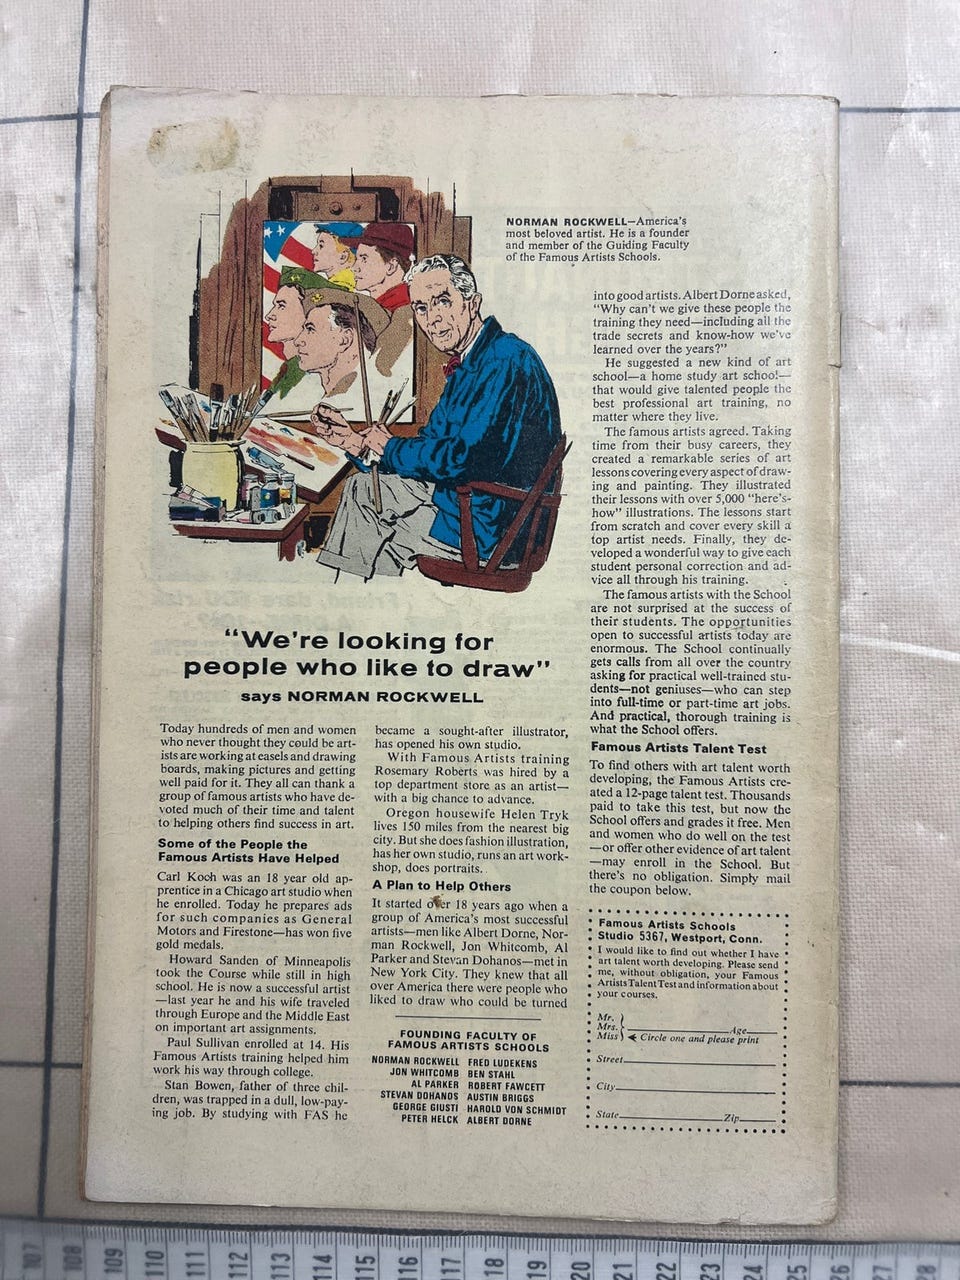 NORMAN ROCKWELL—America's
most beloved artist. He is a founder
and member of the Guiding Faculty
of the Famous Artists Schools.
"We're looking for
people who like to draw"
says NORMAN ROCKWELL
Today hundreds of men and women
who never thought they could be art-
ists are working at easels and drawing
boards, making pictures and getting
well paid for it. They all can thank a
group of famous artists who have de-
voted much of their time and talent
to helping others find success in art.
Some of the People the
Famous Artists Have Helped
Carl Koch was an 18 year old ap-
prentice in a Chicago art studio when
he enrolled. Today he prepares ads
for such companies as General
Motors and Firestone—has won five
gold medals.
Howard Sanden of Minneapolis
took the Course while still in high
school. He is now a successful artist
—last year he and his wife traveled
through Europe and the Middle East
on important art assignments.
Paul Sullivan enrolled at 14. His
Famous Artists training helped him
work his way through college.
Stan Bowen, father of three chil-
dren, was trapped in a dull, low-pay-
ing job. By studying with FAS he
became a sought-after illustrator,
has opened his own studio.
With Famous Artists training
Rosemary Roberts was hired by a
top department store as an artist—
with a big chance to advance.
Oregon housewife Helen Tryk
lives 150 miles from the nearest big
city. But she does fashion illustration,
has her own studio, runs an art work-
shop, does portraits.
A Plan to Help Others
It started over 18 years ago when a
group of America's most successful
artists—men like Albert Dorne, Nor-
man Rockwell, Jon Whitcomb, Al
Parker and Stevan Dohanos—met in
New York City. They knew that all
over America there were people who
liked to draw who could be turned
FOUNDING FACULTY OF
FAMOUS ARTISTS SCHOOLS
NORMAN ROCKWELL FRED LUDEKENS
JON WHITCOMB BEN STAHL
AL PARKER ROBERT FAWCETT
STEVAN DOHANOS AUSTIN BRIGGS
GEORGE GIUSTI HAROLD VON SCHMIDT
PETER HELCK ALBERT DORNE
into good artists. Albert Dorne asked,
"Why can't we give these people the
training they need—including all the
trade secrets and know-how we've
learned over the years?"
He suggested a new kind of art
school—a home study art school—
that would give talented people the
best professional art training, no
matter where they live.
The famous artists agreed. Taking
time from their busy careers, they
created a remarkable series of art
lessons covering every aspect of draw-
ing and painting. They illustrated
their lessons with over 5,000 "here's-
how" illustrations. The lessons start
from scratch and cover every skill a
top artist needs. Finally, they de-
veloped a wonderful way to give each
student personal correction and ad-
vice all through his training.
The famous artists with the School
are not surprised at the success of
their students. The opportunities
open to successful artists today are
enormous. The School continually
gets calls from all over the country
asking for practical well-trained stu-
dents—not geniuses—who can step
into full-time or part-time art jobs.
And practical, thorough training is
what the School offers.
Famous Artists Talent Test
To find others with art talent worth
developing, the Famous Artists cre-
ated a 12-page talent test. Thousands
paid to take this test, but now the
School offers and grades it free. Men
and women who do well on the test
—or offer other evidence of art talent
—may enroll in the School. But
there's no obligation. Simply mail
the coupon below.
Famous Artists Schools
Studio 5367, Westport, Conn.
I would like to find out whether I have
art talent worth developing. Please send
me, without obligation, your Famous
Artists Talent Test and information about
your courses.
Mr.
Mrs. Age
Miss Circle one and please print
Street
City
State Zip
107 108 109 110 111 112 113 114 115 116 117 118 119 20 21 22 23 24 25 26 27 28